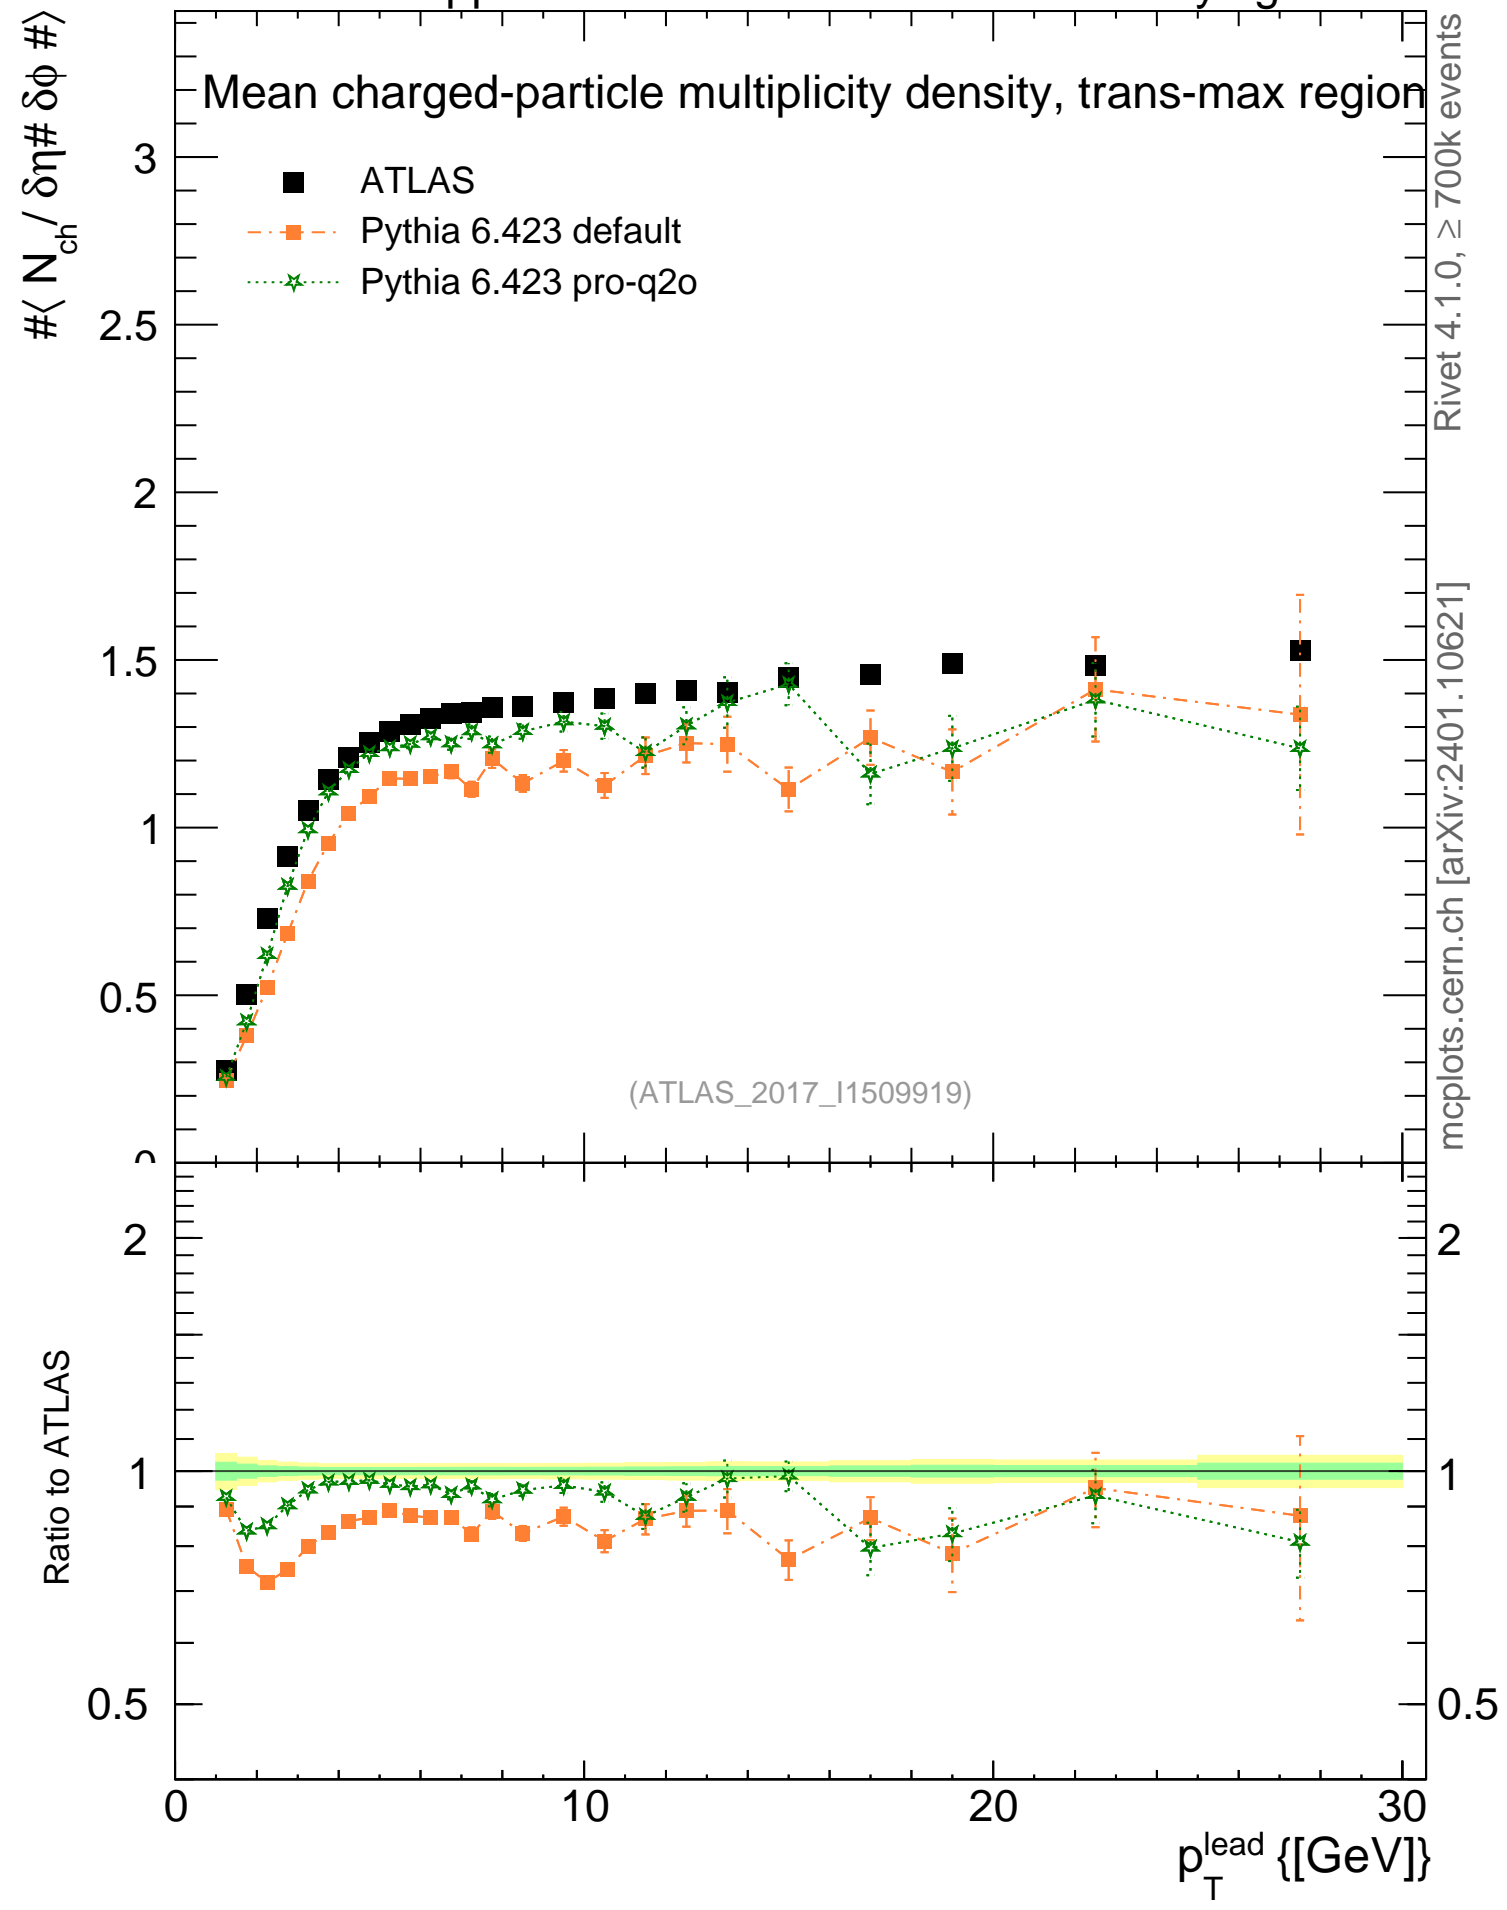 Mean charged-particle multiplicity density, trans-max region
#⟨ N_ch / δη# δφ #⟩
ATLAS
Pythia 6.423 default
Pythia 6.423 pro-q2o
3
2.5
2
1.5
1
0.5
0
(ATLAS_2017_I1509919)
Rivet 4.1.0, ≥ 700k events
mcplots.cern.ch [arXiv:2401.10621]
Ratio to ATLAS
2
1
0.5
2
1
0.5
0
10
20
30
p_T^lead {[GeV]}